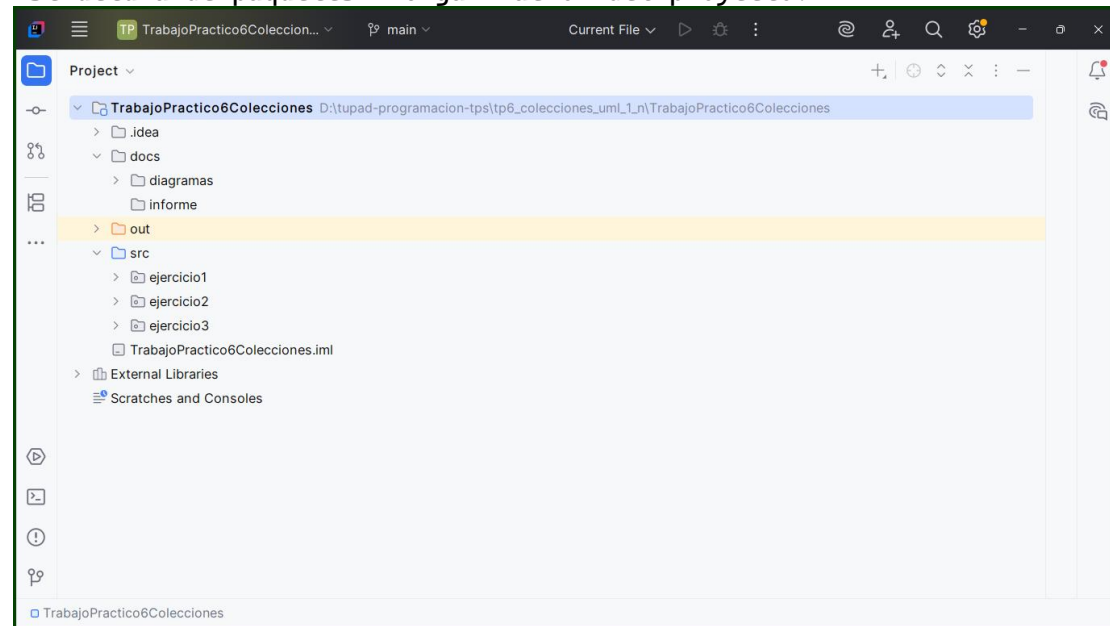 TP TrabajoPractico6Coleccion... main Current File
Project
TrabajoPractico6Colecciones D:\tupad-programacion-tps\tp6_colecciones_uml_1_n\TrabajoPractico6Colecciones
.idea
docs
diagramas
informe
out
src
ejercicio1
ejercicio2
ejercicio3
TrabajoPractico6Colecciones.iml
External Libraries
Scratches and Consoles
TrabajoPractico6Colecciones